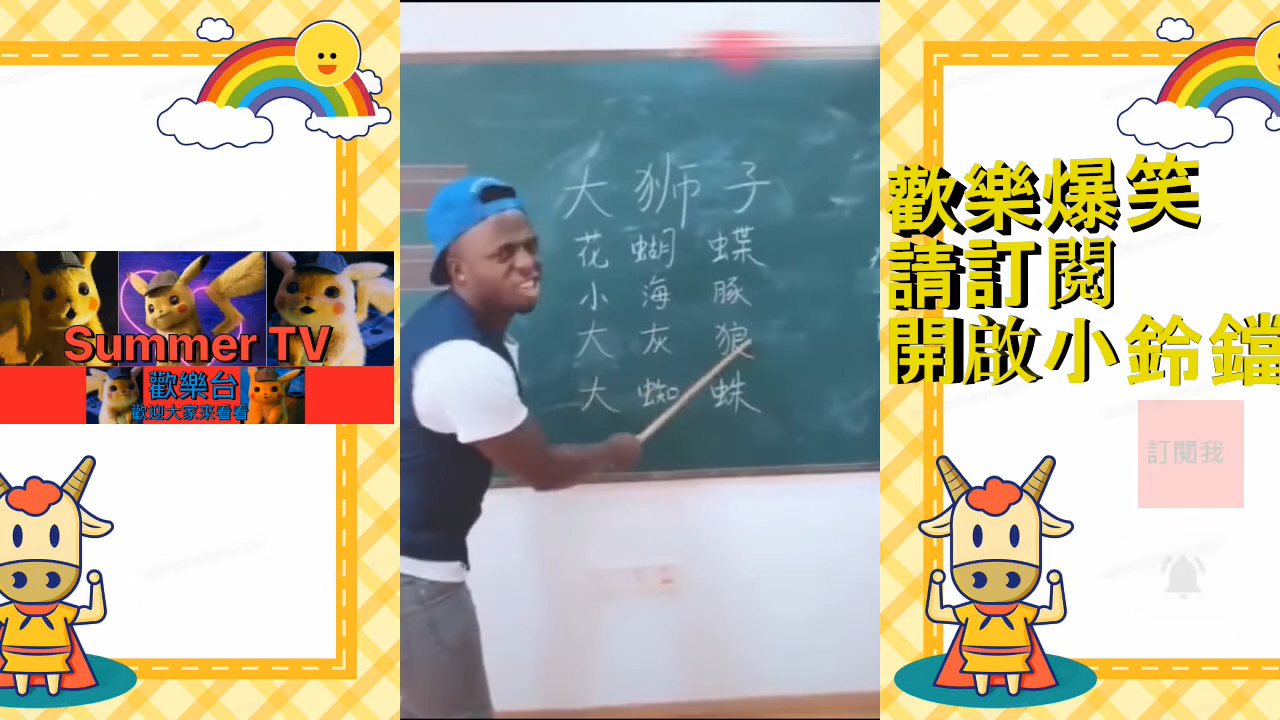 Summer TV
歡樂台
歡迎大家來看看
大 狮 子
花 蝴 蝶
小 海 豚
大 灰 狼
大 蜘 蛛
歡樂爆笑
請訂閱
開啟小鈴鐺
訂閱我